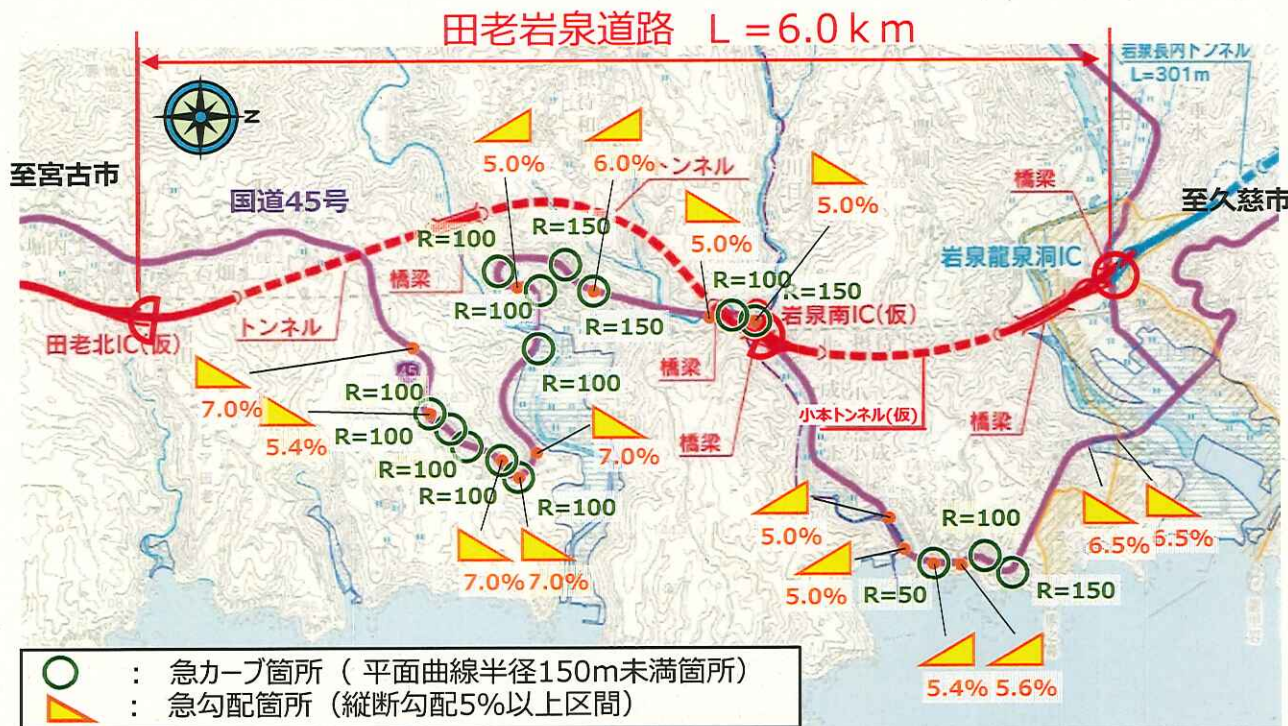 田老岩泉道路 L=6.0km
岩泉長内トンネル
L=301m
N
至宮古市
国道45号
5.0%
6.0%
トンネル
5.0%
5.0%
橋梁
至久慈市
岩泉龍泉洞IC
R=100
R=150
橋梁
R=100
R=150
R=100
R=150
岩泉南IC(仮)
田老北IC(仮)
トンネル
R=100
橋梁
小本トンネル(仮)
橋梁
橋梁
7.0%
5.4%
45
R=100
R=100
R=100
R=100
R=100
7.0%
7.0%
7.0%
5.0%
5.0%
R=50
R=100
R=150
6.5%
6.5%
5.4%
5.6%
: 急カーブ箇所（ 平面曲線半径150m未満箇所）
: 急勾配箇所（縦断勾配5%以上区間）